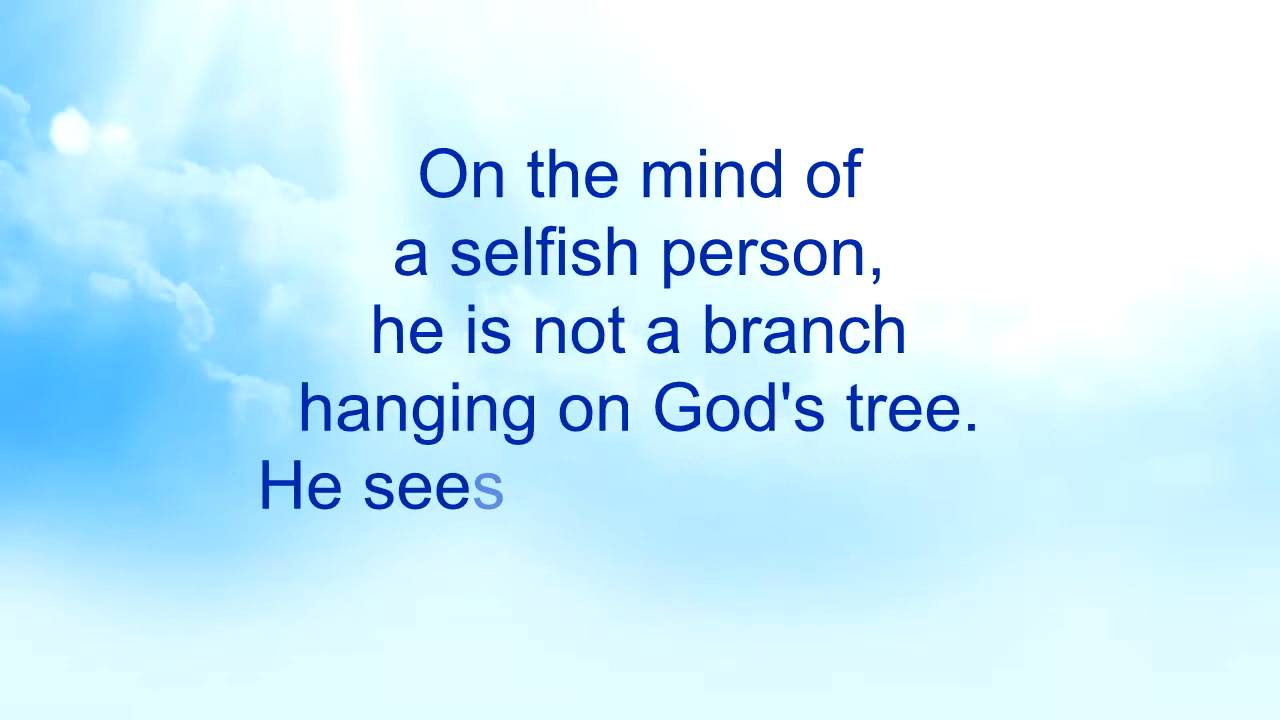 On the mind of
a selfish person,
he is not a branch
hanging on God's tree.
He sees